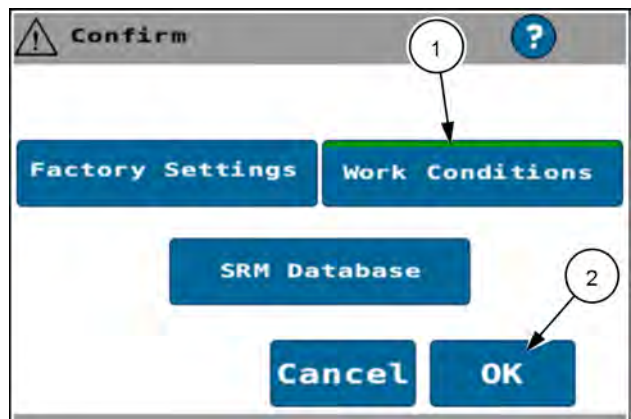 Confirm
1
?
Factory Settings
Work Conditions
SRM Database
2
Cancel
OK